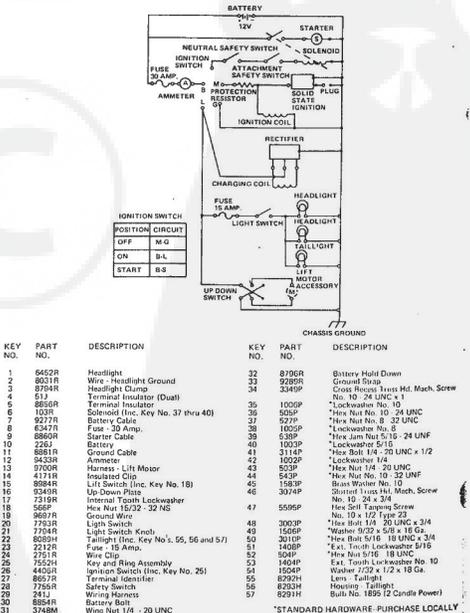 BATTERY
12V
STARTER
S
NEUTRAL SAFETY SWITCH
SOLENOID
IGNITION
SWITCH
ATTACHMENT
SAFETY SWITCH
FUSE
30 AMP.
A
AMMETER
B
M
L
G
PROTECTION
RESISTOR
SOLID
STATE
IGNITION
PLUG
IGNITION COIL
RECTIFIER
CHARGING COIL
HEADLIGHT
FUSE
15 AMP.
LIGHT SWITCH
HEADLIGHT
TAILLIGHT
IGNITION SWITCH
POSITION CIRCUIT
OFF M-G
ON B-L
START B-S
LIFT
MOTOR
ACCESSORY
UP DOWN
SWITCH
M
CHASSIS GROUND
KEY NO. PART NO. DESCRIPTION
1 6452R Headlight
2 8031R Wire - Headlight Ground
3 8794R Headlight Clamp
4 51J Terminal Insulator (Dual)
5 8856R Terminal Insulator
6 103R Solenoid (Inc. Key No. 37 thru 40)
7 9277R Battery Cable
8 6347R Fuse - 30 Amp.
9 8860R Starter Cable
10 226J Battery
11 8861R Ground Cable
12 9433R Ammeter
13 9700R Harness - Lift Motor
14 4171R Insulated Clip
15 8984R Lift Switch (Inc. Key No. 18)
16 9349R Up-Down Plate
17 7319R Internal Tooth Lockwasher
18 566P Hex Nut 15/32 - 32 NS
19 9697R Ground Wire
20 7793R Ligth Switch
21 7704R Light Switch Knob
22 8089H Taillight (Inc. Key No's. 55, 56 and 57)
23 2212R Fuse - 15 Amp.
24 2751R Wire Clip
25 7552H Key and Ring Assembly
26 4406R Ignition Switch (Inc. Key No. 25)
27 8657R Terminal Identifier
28 7755R Safety Switch
29 241J Wiring Harness
30 8854R Battery Bolt
31 3748M Wing Nut 1/4 - 20 UNC
KEY NO. PART NO. DESCRIPTION
32 8796R Battery Hold Down
33 9289R Ground Strap
34 3349P Cross Truss Hd. Mach. Screw
No. 10 - 24 UNC x 1
35 1006P *Lockwasher No. 10
36 505P *Hex Nut No. 10 - 24 UNC
37 527P *Hex Nut No. 8 - 32 UNC
38 1005P *Lockwasher No. 8
39 538P *Hex Jam Nut 5/16 - 24 UNF
40 1003P *Lockwasher 5/16
41 3114P *Hex Bolt 1/4 - 20 UNC x 1/2
42 1002P *Lockwasher 1/4
43 503P *Hex Nut 1/4 - 20 UNC
44 543P *Hex Nut No. 10 - 32 UNF
45 1583P Brass Washer No. 10
46 3074P Slotted Truss Hd. Mach. Screw
No. 10 - 24 x 3/4
47 5595P Hex Self Tapping Screw
No. 10 x 1/2 Type 23
48 3003P *Hex Bolt 1/4 20 UNC x 3/4
49 1506P *Washer 9/32 x 5/8 x 16 Ga.
50 3010P *Hex Bolt 5/16 18 UNC x 3/4
51 1408P *Ext. Tooth Lockwasher 5/16
52 504P *Hex Nut 5/16 18 UNC
53 1404P Ext. Tooth Lockwasher No. 10
54 1504P *Washer 7/32 x 1/2 x 18 Ga.
55 8292H Lens - Taillight
56 8293H Housing - Taillight
57 8291H Bulb No. 1895 (2 Candle Power)
*STANDARD HARDWARE-PURCHASE LOCALLY